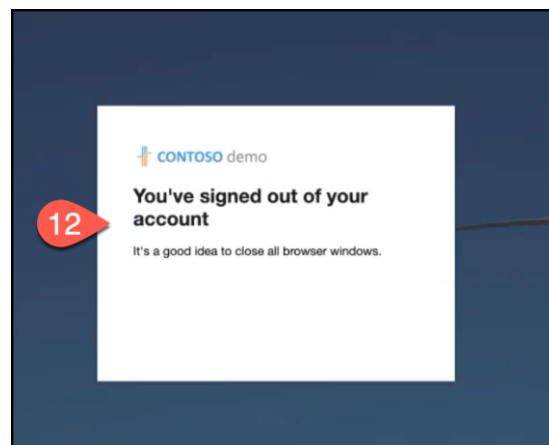 CONTOSO demo
You've signed out of your
account
12
It's a good idea to close all browser windows.